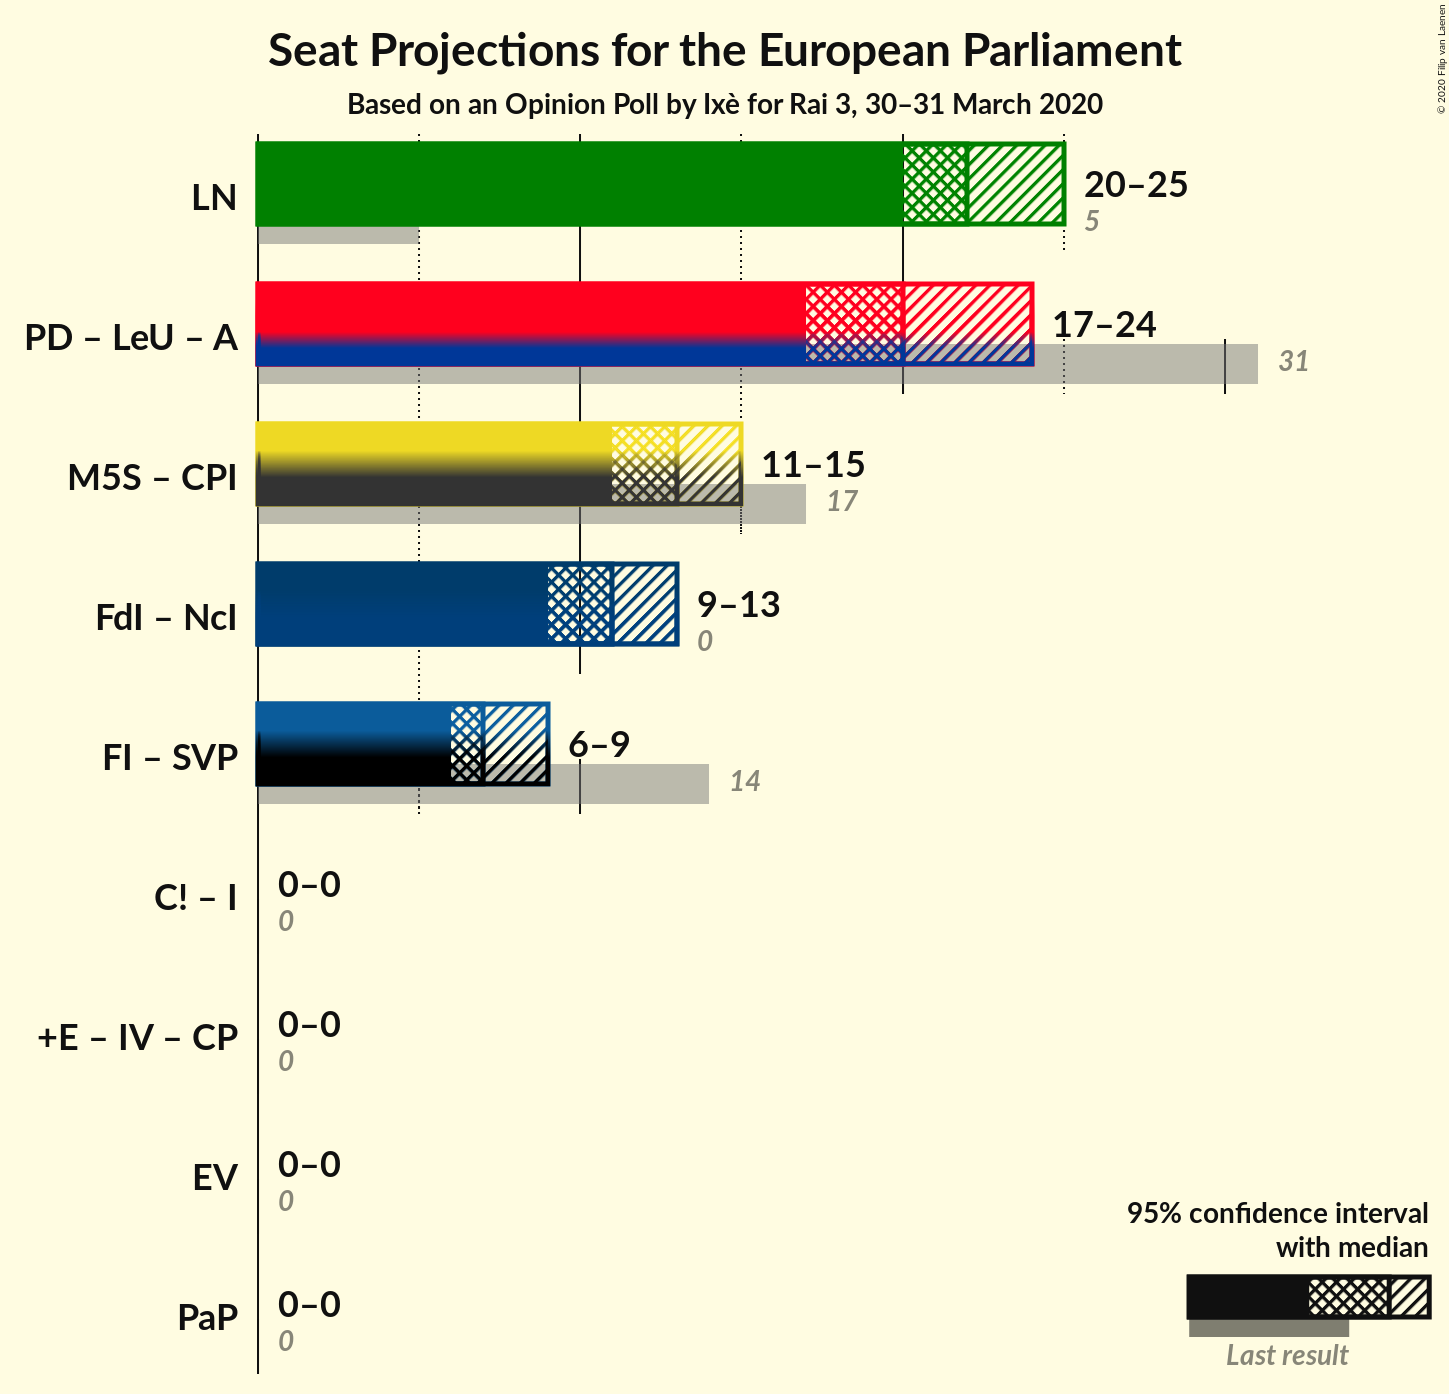 Seat Projections for the European Parliament
Based on an Opinion Poll by Ixè for Rai 3, 30–31 March 2020
© 2020 Filip van Laenen
LN
20–25
5
PD – LeU – A
17–24
31
M5S – CPI
11–15
17
FdI – NcI
9–13
0
FI – SVP
6–9
14
C! – I
0–0
0
+E – IV – CP
0–0
0
EV
0–0
0
PaP
0–0
0
95% confidence interval
with median
Last result